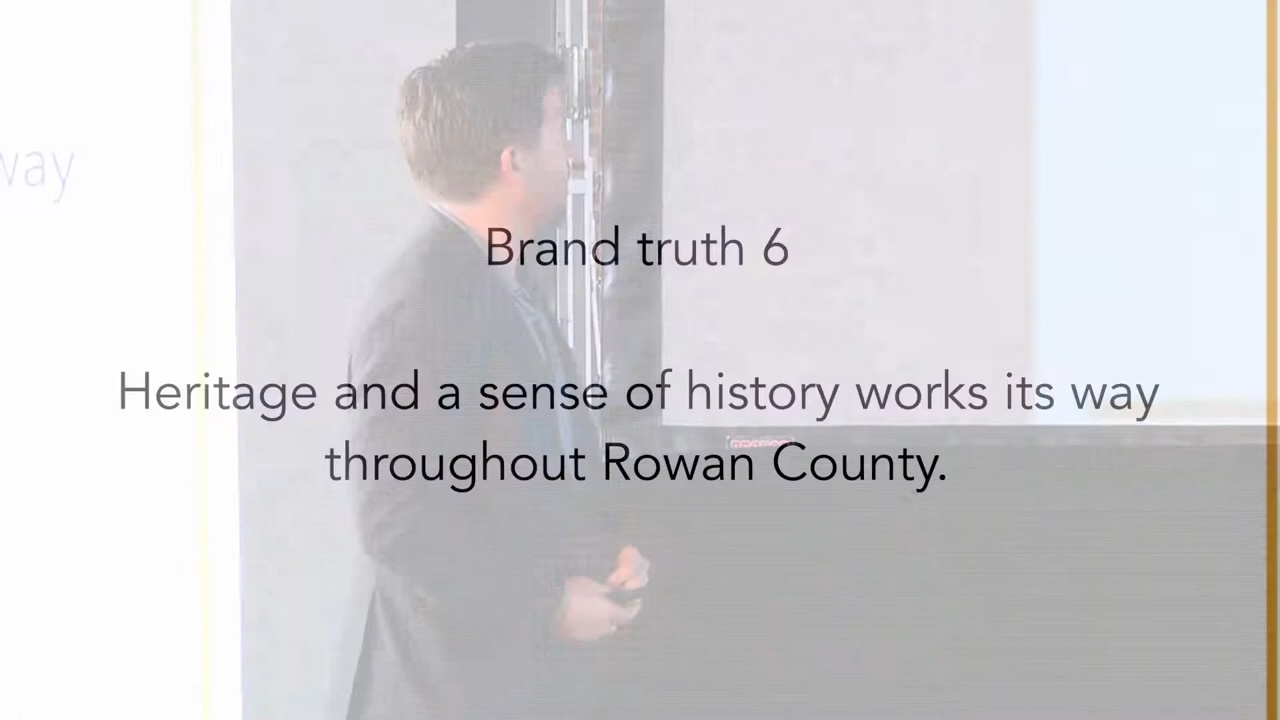 way
Brand truth 6
Heritage and a sense of history works its way
throughout Rowan County.